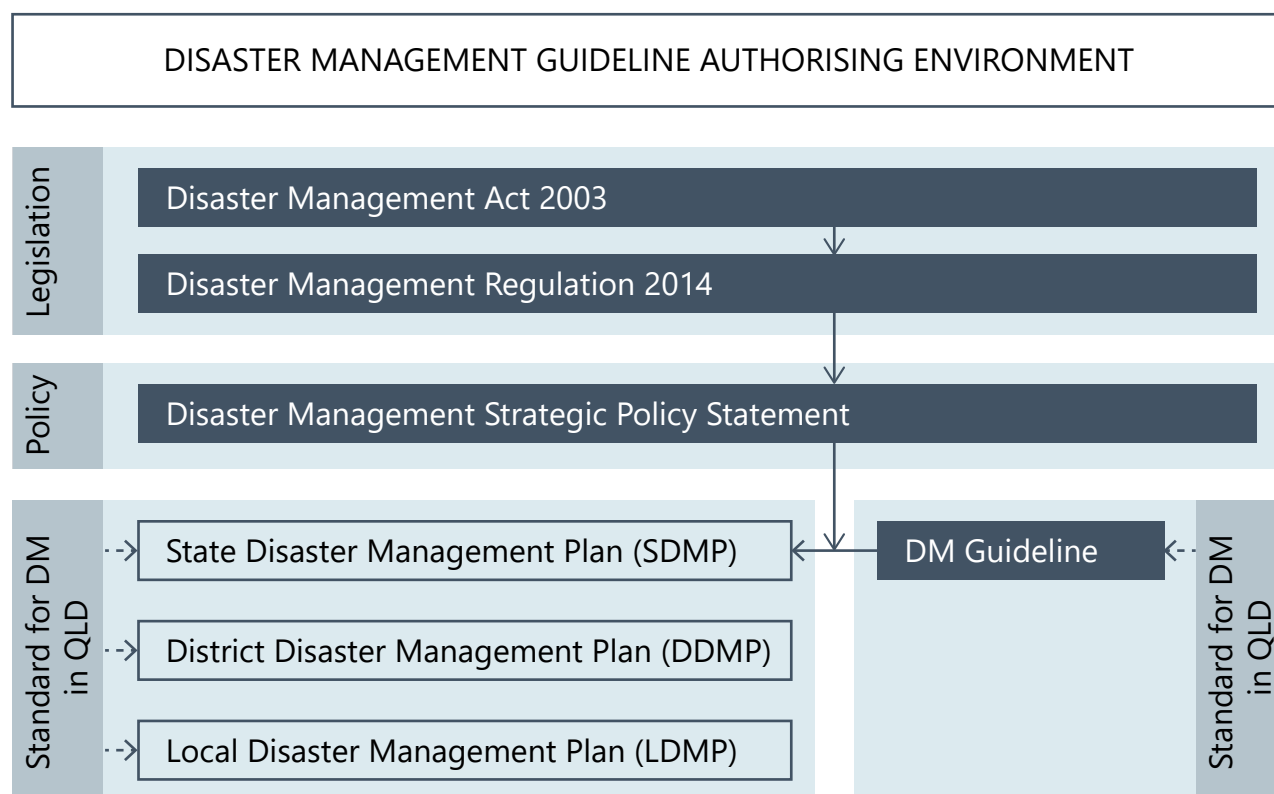 DISASTER MANAGEMENT GUIDELINE AUTHORISING ENVIRONMENT
Legislation
Disaster Management Act 2003
Disaster Management Regulation 2014
Policy
Disaster Management Strategic Policy Statement
Standard for DM
in QLD
State Disaster Management Plan (SDMP)
District Disaster Management Plan (DDMP)
Local Disaster Management Plan (LDMP)
DM Guideline
Standard for DM
in QLD